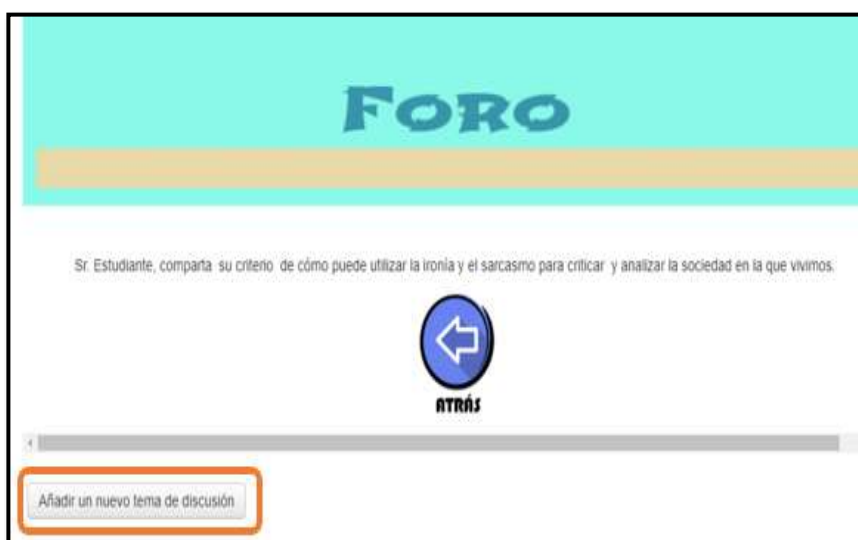 FORO
Sr. Estudiante, comparta su criterio de cómo puede utilizar la ironía y el sarcasmo para criticar y analizar la sociedad en la que vivimos.
ATRÁS
Añadir un nuevo tema de discusión